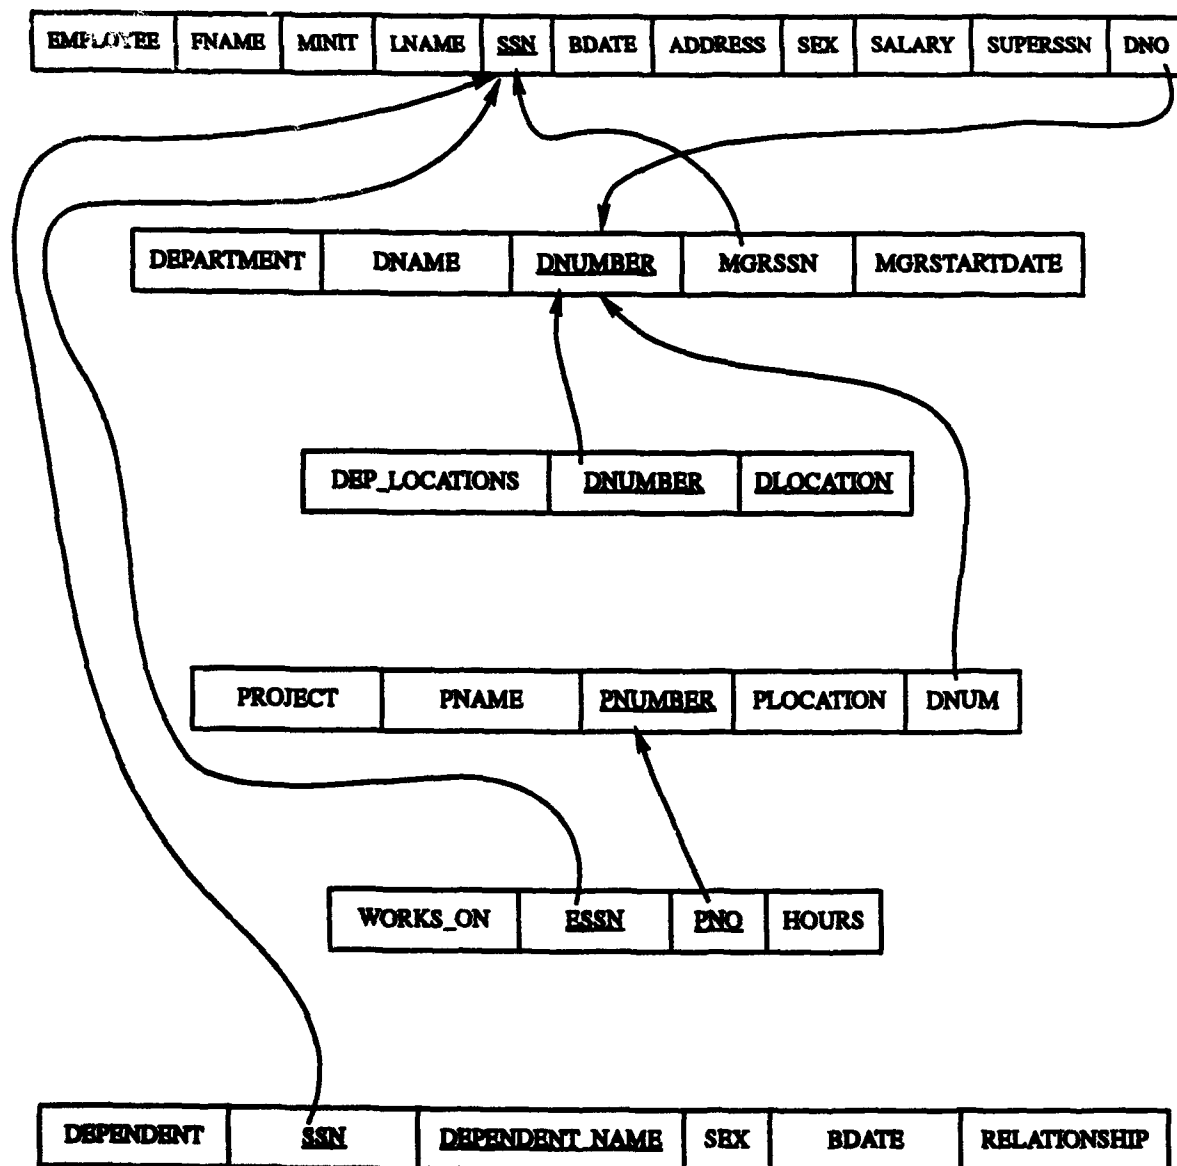 EMPLOYEE FNAME MINIT LNAME SSN BDATE ADDRESS SEX SALARY SUPERSSN DNO
DEPARTMENT DNAME DNUMBER MGRSSN MGRSTARTDATE
DEP_LOCATIONS DNUMBER DLOCATION
PROJECT PNAME PNUMBER PLOCATION DNUM
WORKS_ON ESSN PNO HOURS
DEPENDENT SSN DEPENDENT_NAME SEX BDATE RELATIONSHIP